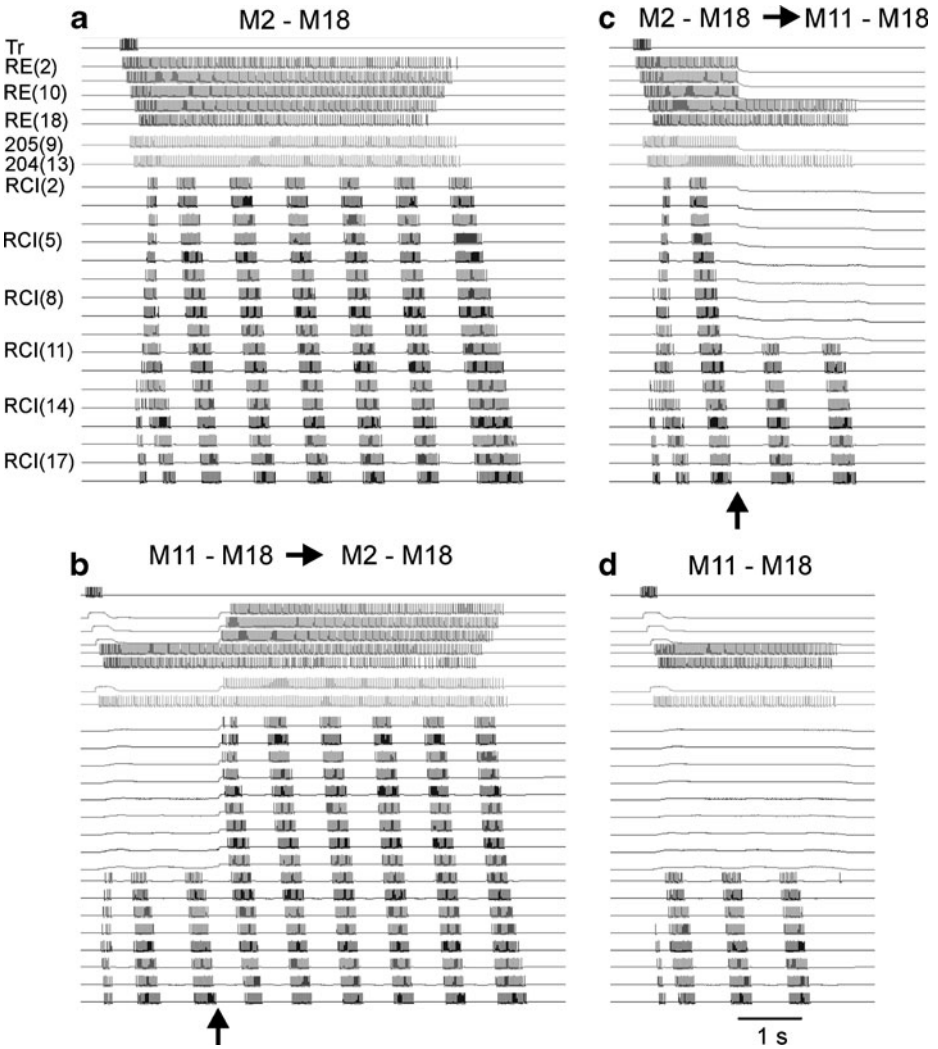 a M2 - M18
Tr
RE(2)
RE(10)
RE(18)
205(9)
204(13)
RCI(2)
RCI(5)
RCI(8)
RCI(11)
RCI(14)
RCI(17)
c M2 - M18 → M11 - M18
b M11 - M18 → M2 - M18
d M11 - M18
1 s